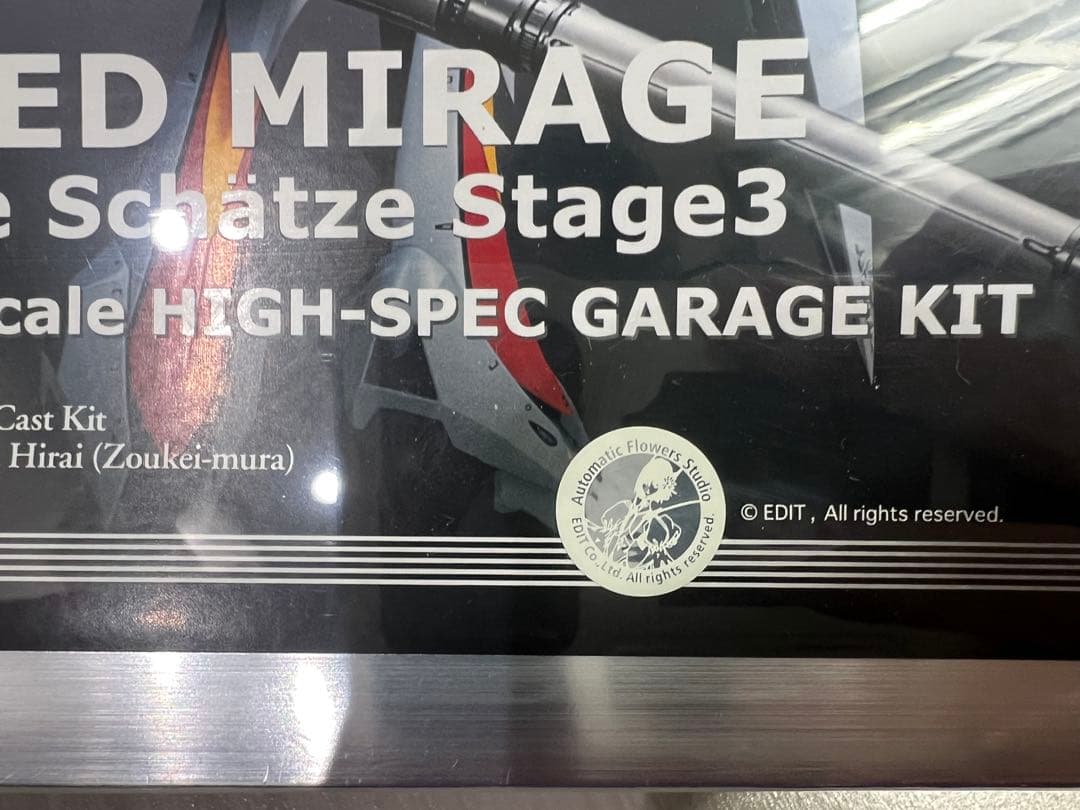 ED MIRAGE
e Schätze Stage3
cale HIGH-SPEC GARAGE KIT
Cast Kit
Hirai (Zoukei-mura)
Automatic Flowers Studio
EDIT Co., Ltd. All rights reserved.
© EDIT , All rights reserved.